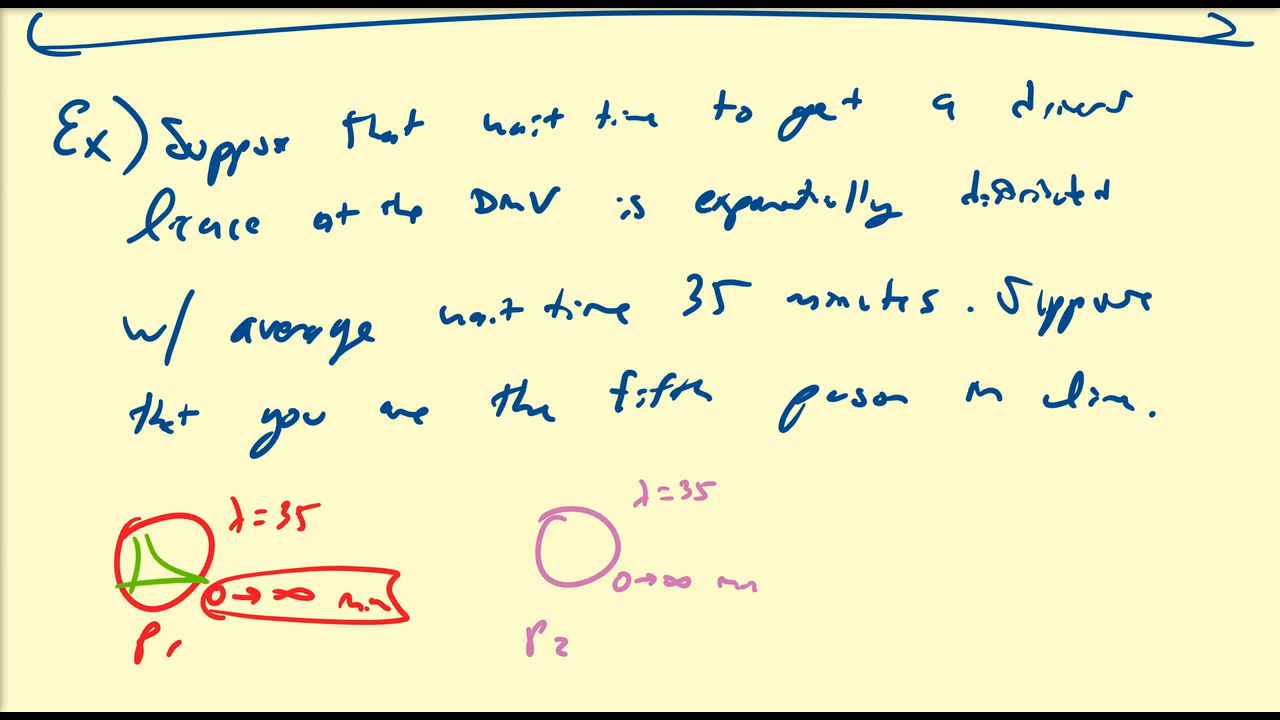 Ex) Suppose that wait time to get a drivers
license at the DMV is exponentially distributed
w/ average wait time 35 minutes. Suppose
that you are the fifth person in line.
λ=35 λ=35
0→∞ min 0→∞ min
P1 P2